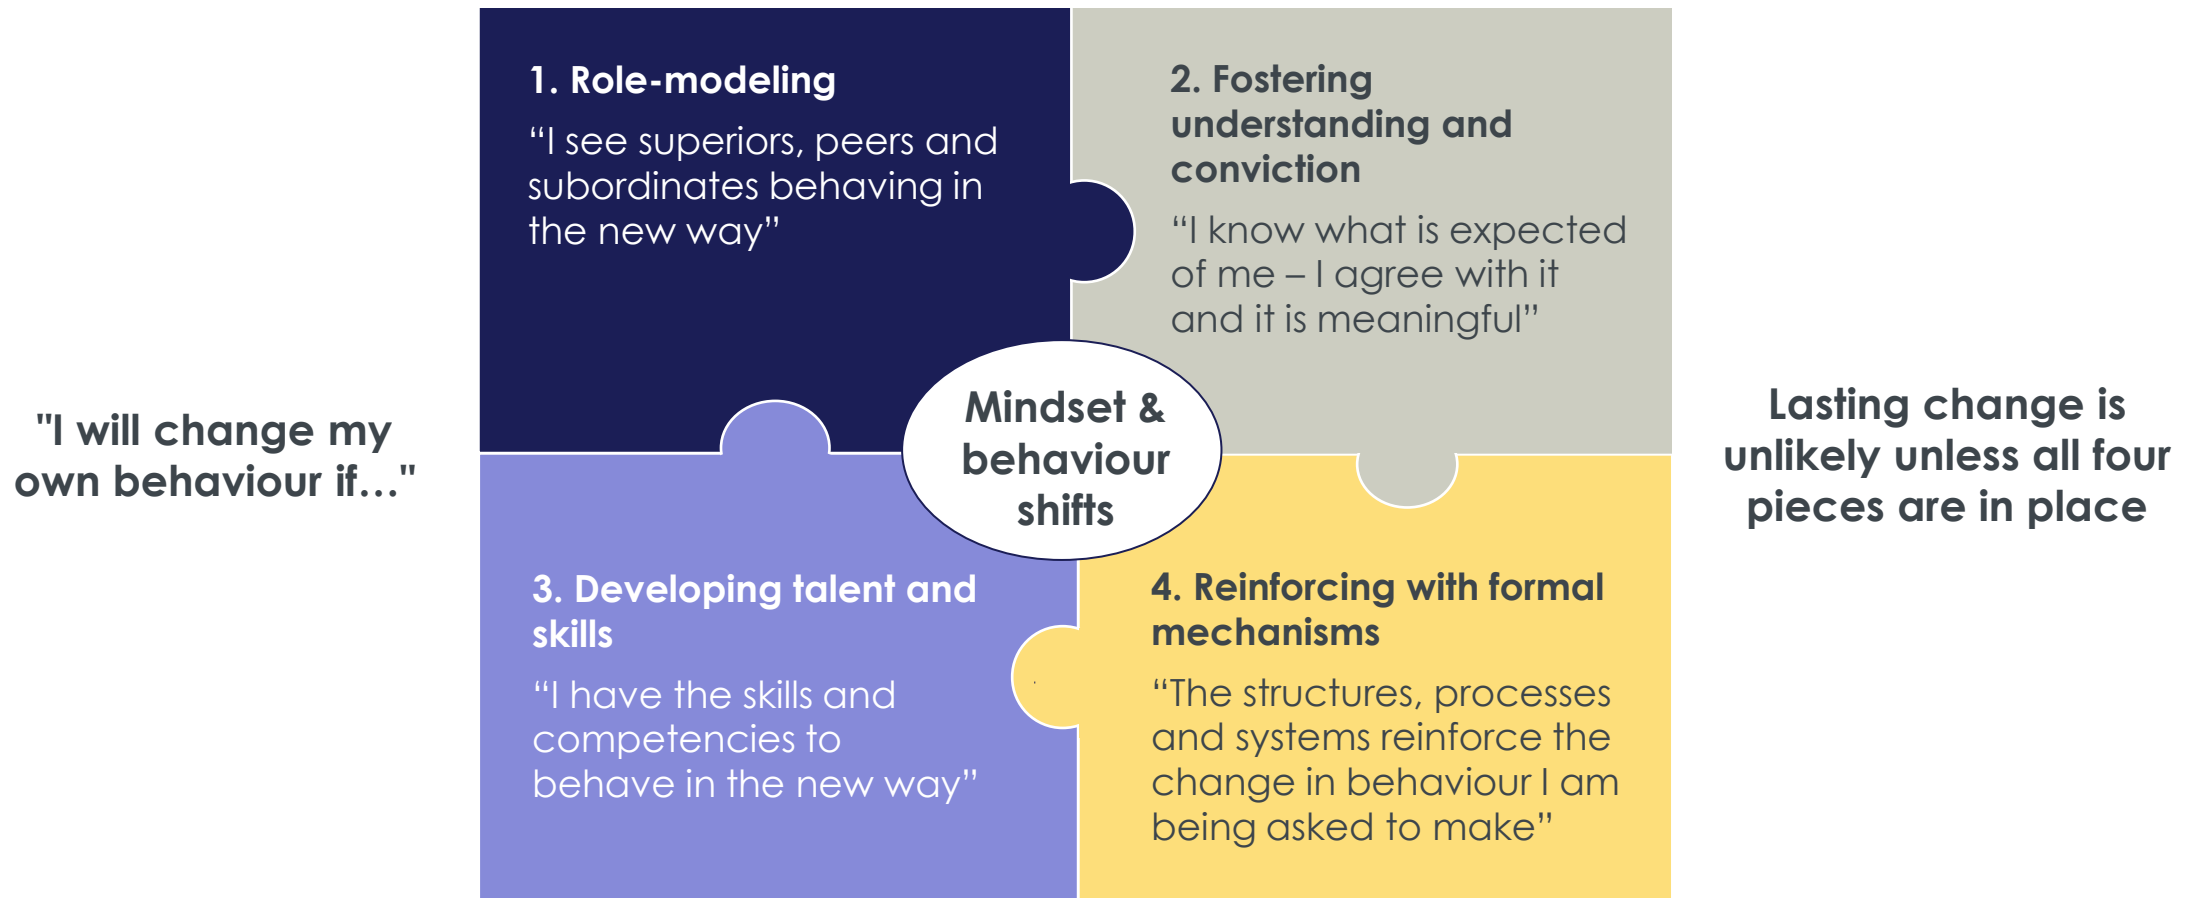 1. Role-modeling
“I see superiors, peers and
subordinates behaving in
the new way”
2. Fostering
understanding and
conviction
“I know what is expected
of me – I agree with it
and it is meaningful”
"I will change my
own behaviour if…"
Mindset &
behaviour
shifts
Lasting change is
unlikely unless all four
pieces are in place
3. Developing talent and
skills
“I have the skills and
competencies to
behave in the new way”
4. Reinforcing with formal
mechanisms
“The structures, processes
and systems reinforce the
change in behaviour I am
being asked to make”